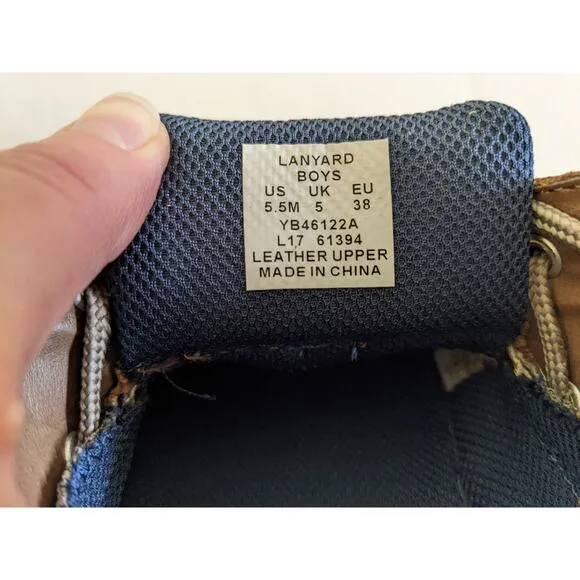 LANYARD
BOYS
US UK EU
5.5M 5 38
YB46122A
L17 61394
LEATHER UPPER
MADE IN CHINA